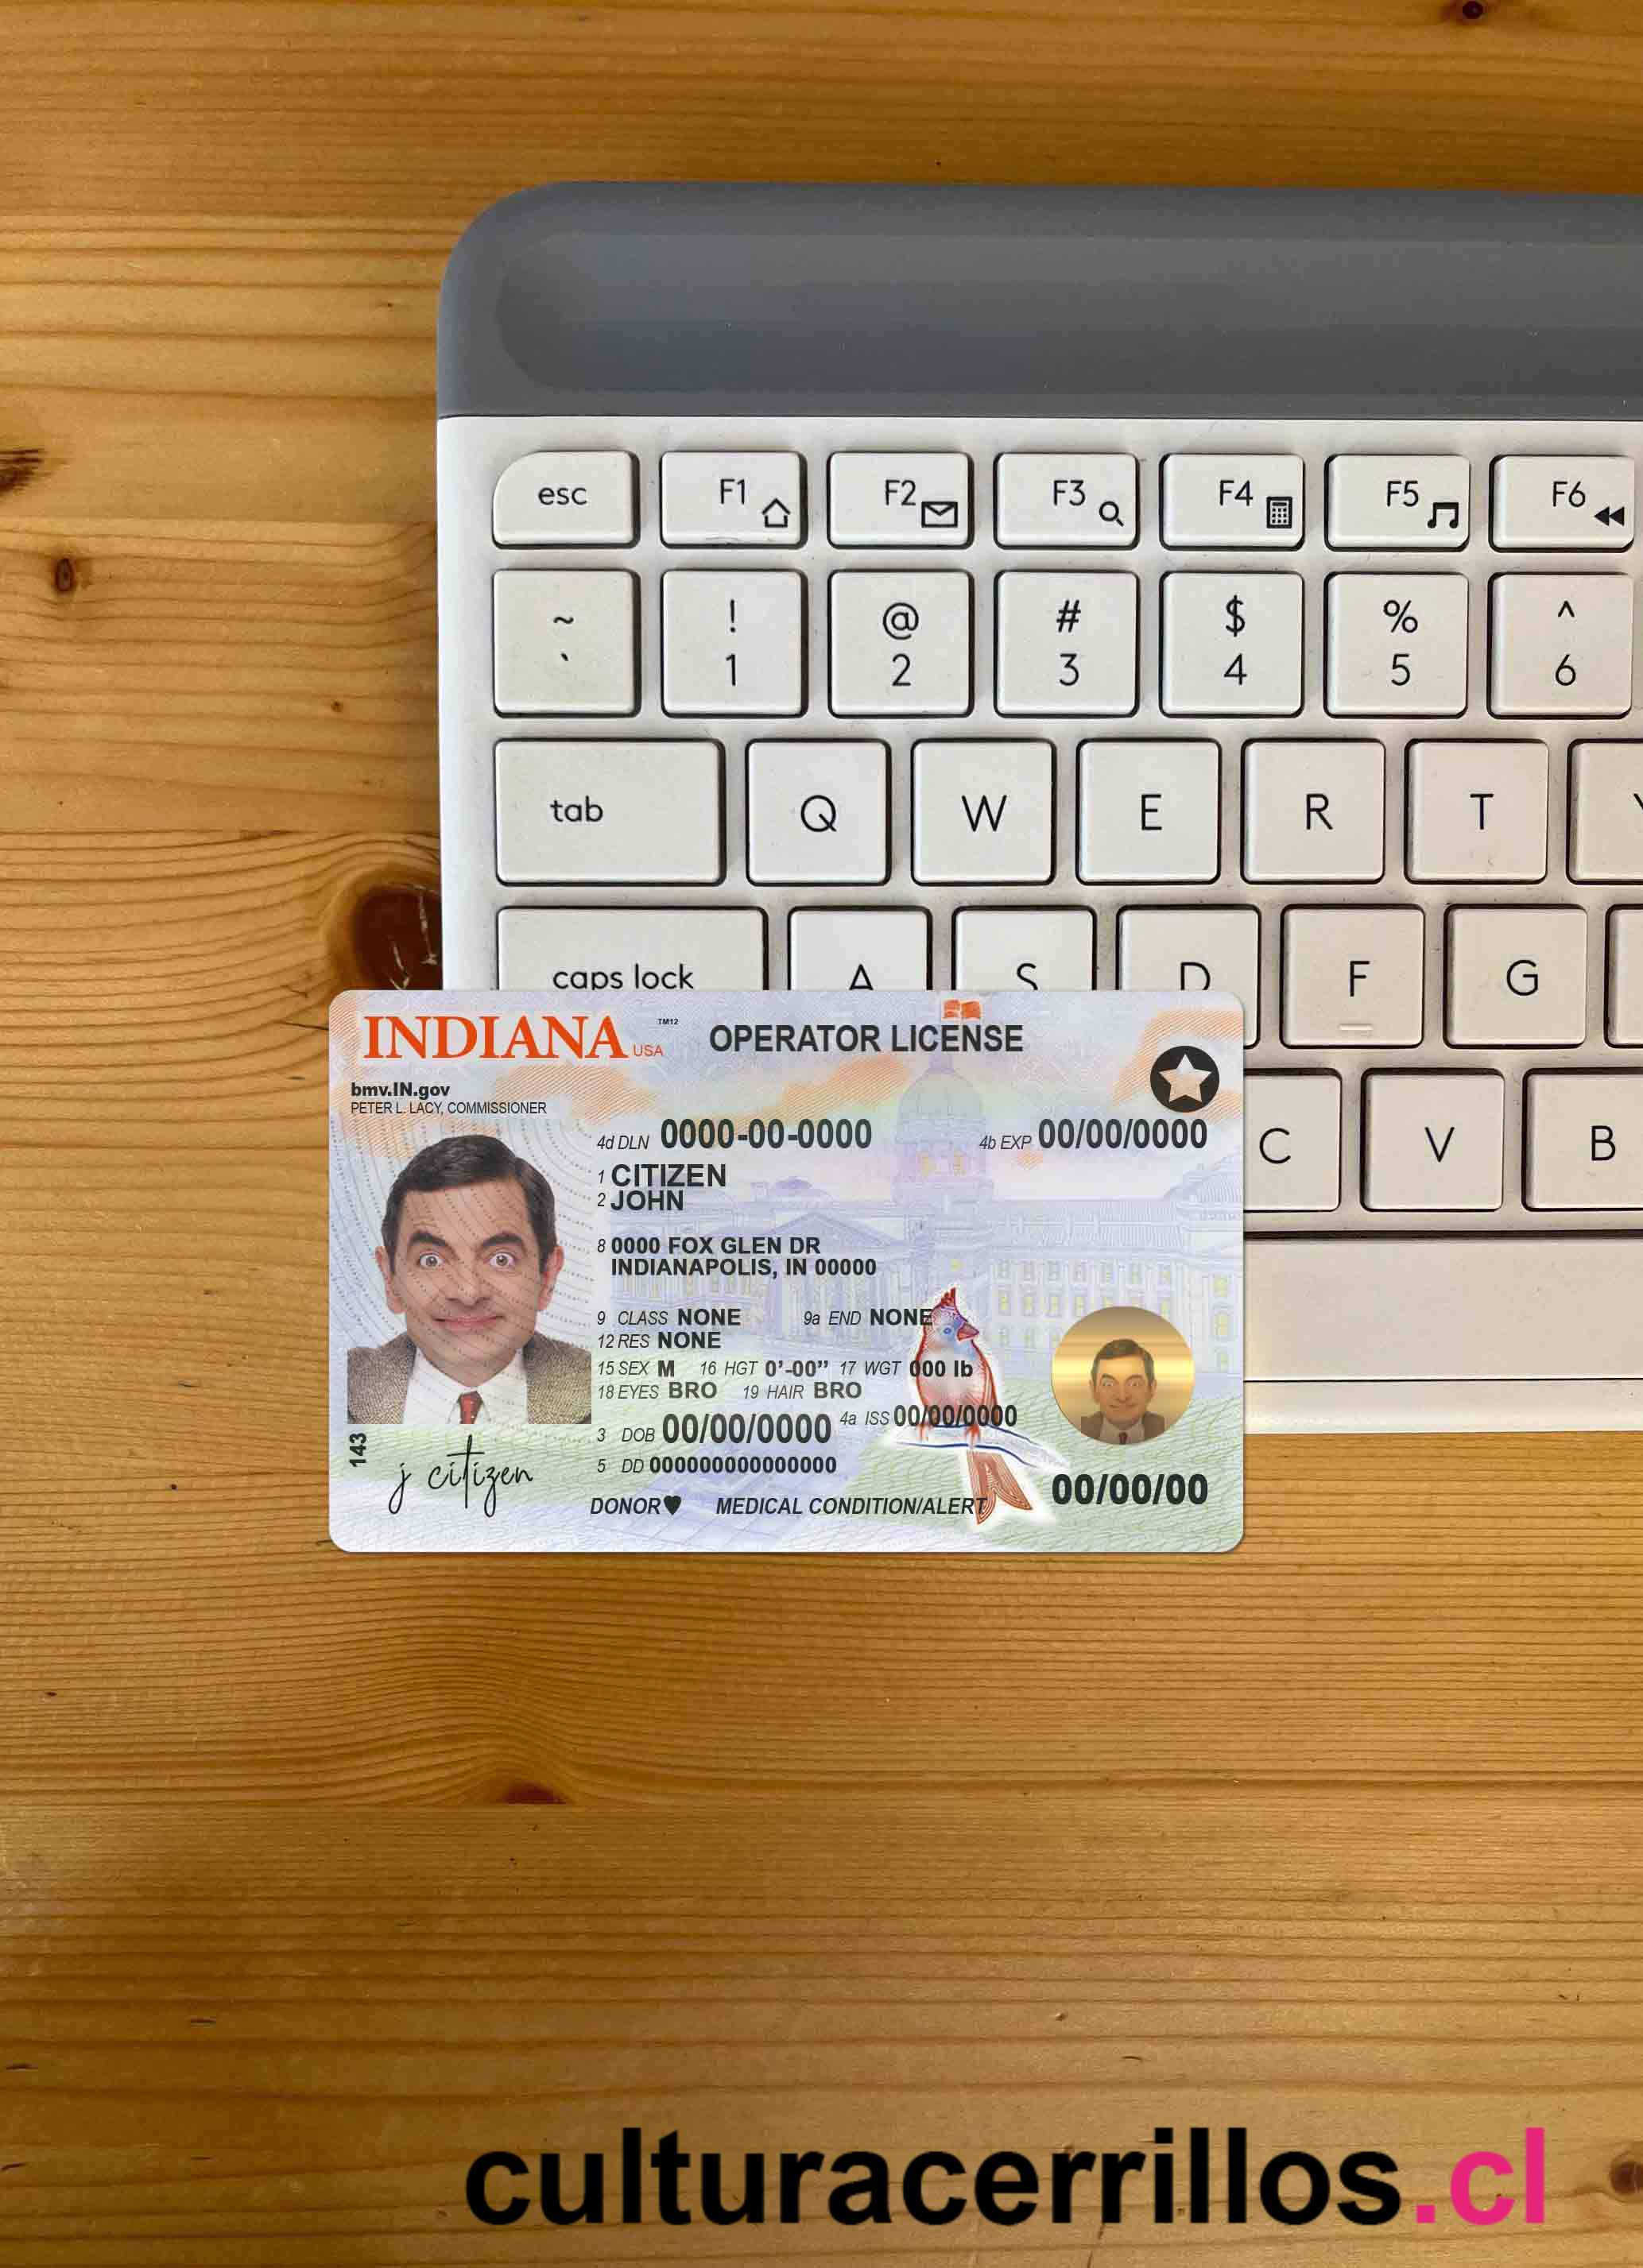 esc F1 F2 F3 F4 F5 F6
~ ! @ # $ % ^
` 1 2 3 4 5 6
tab Q W E R T
caps lock A S D F G
C V B
INDIANA USA TM12 OPERATOR LICENSE
bmv.IN.gov
PETER L. LACY, COMMISSIONER
4d DLN 0000-00-0000 4b EXP 00/00/0000
1 CITIZEN
2 JOHN
8 0000 FOX GLEN DR
INDIANAPOLIS, IN 00000
9 CLASS NONE 9a END NONE
12 RES NONE
15 SEX M 16 HGT 0'-00" 17 WGT 000 lb
18 EYES BRO 19 HAIR BRO
3 DOB 00/00/0000 4a ISS 00/00/0000
143
j citizen
5 DD 000000000000000
00/00/00
DONOR♥ MEDICAL CONDITION/ALERT
culturacerrillos.cl